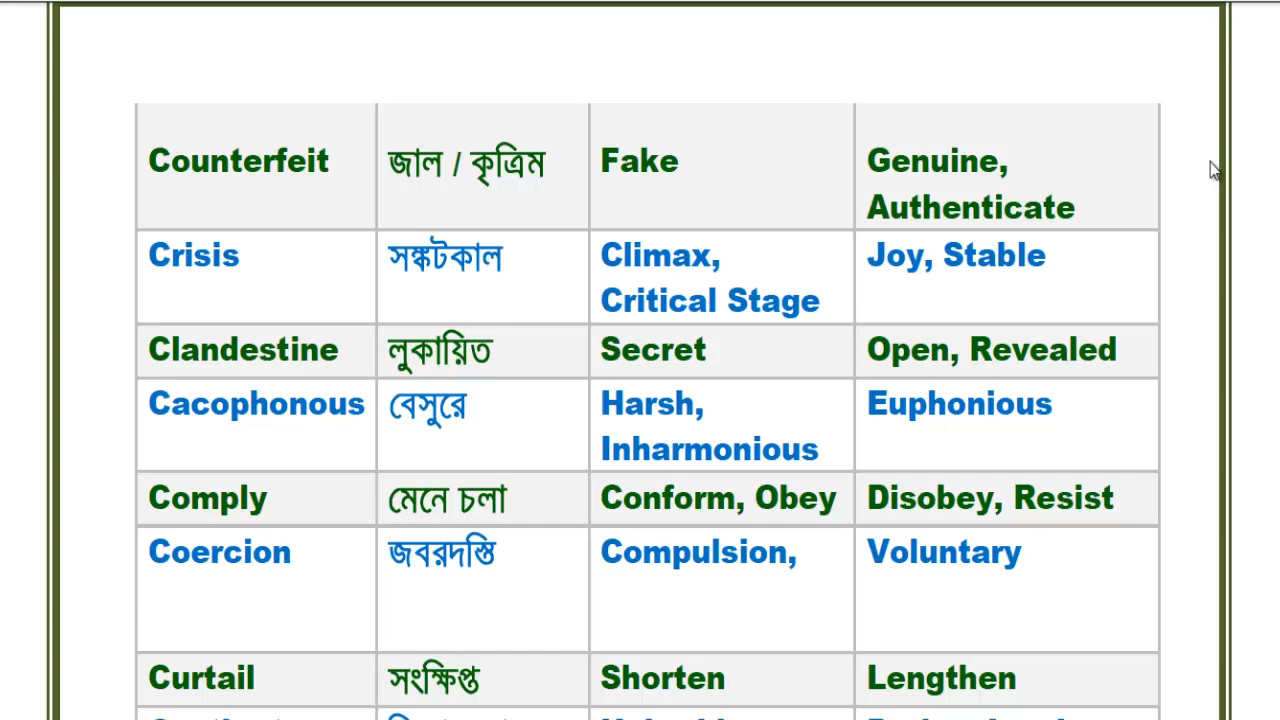 Counterfeit জাল / কৃত্রিম Fake Genuine,
Authenticate
Crisis সঙ্কটকাল Climax, Joy, Stable
Critical Stage
Clandestine লুকায়িত Secret Open, Revealed
Cacophonous বেসুরে Harsh, Euphonious
Inharmonious
Comply মেনে চলা Conform, Obey Disobey, Resist
Coercion জবরদস্তি Compulsion, Voluntary
Curtail সংক্ষিপ্ত Shorten Lengthen